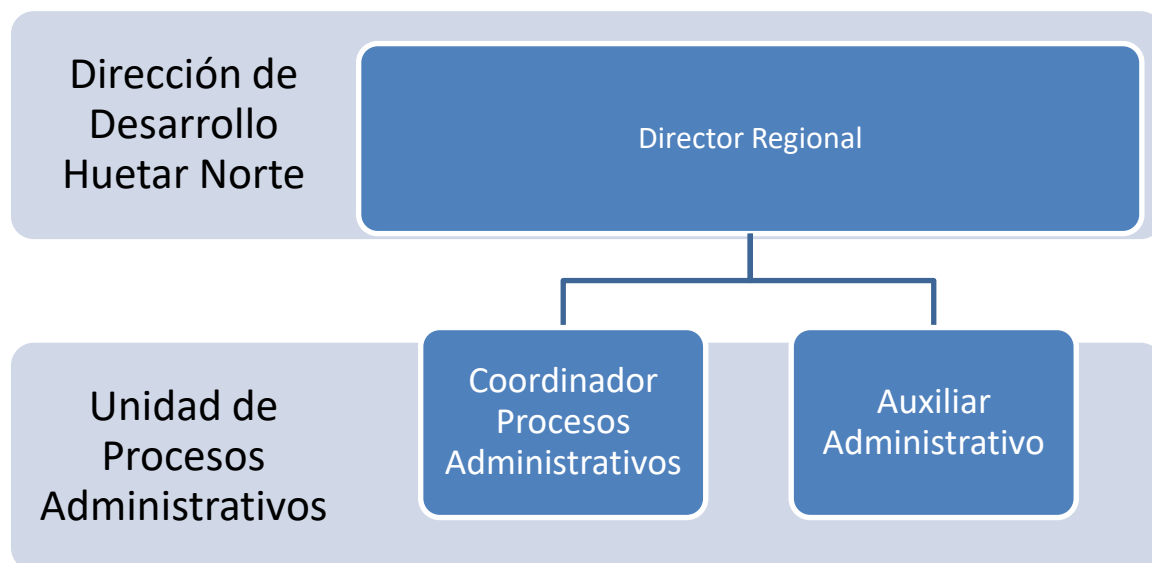 Dirección de
Desarrollo
Huetar Norte
Director Regional
Unidad de
Procesos
Administrativos
Coordinador
Procesos
Administrativos
Auxiliar
Administrativo